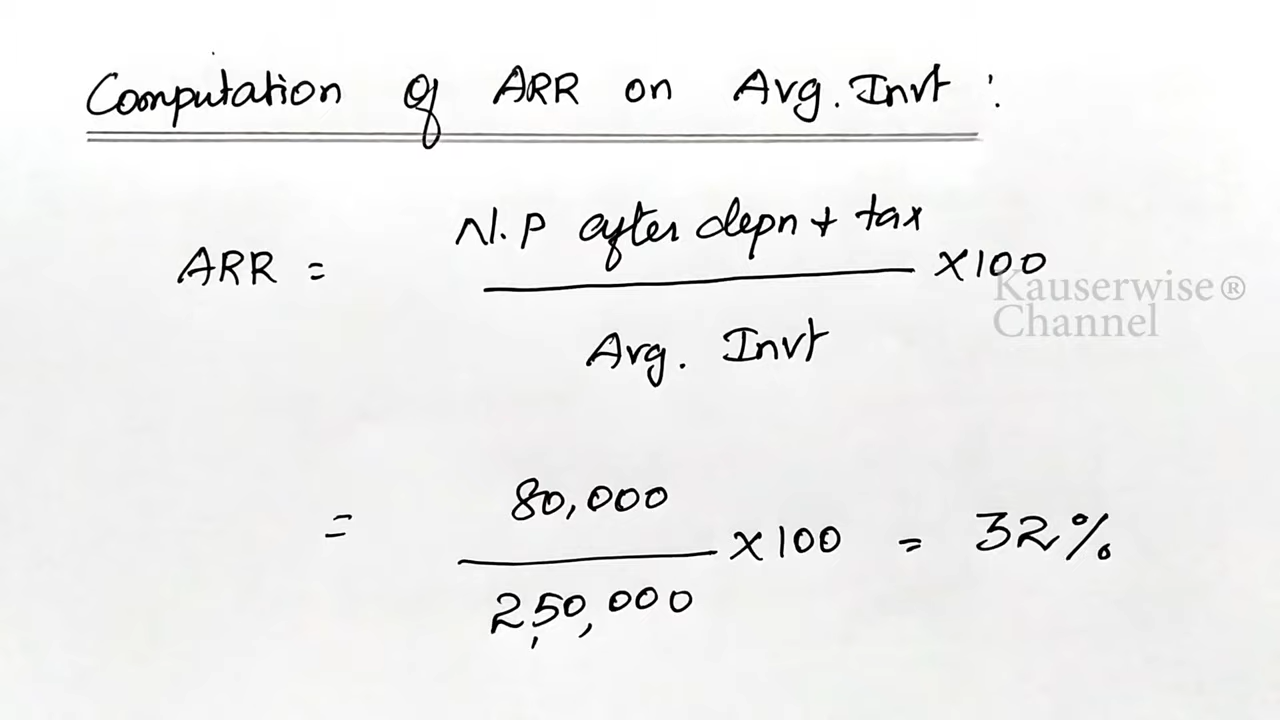 Computation of ARR on Avg. Invt :
ARR = N.P after depn + tax / Avg. Invt X100
Kauserwise®
Channel
= 80,000 / 2,50,000 X100 = 32%